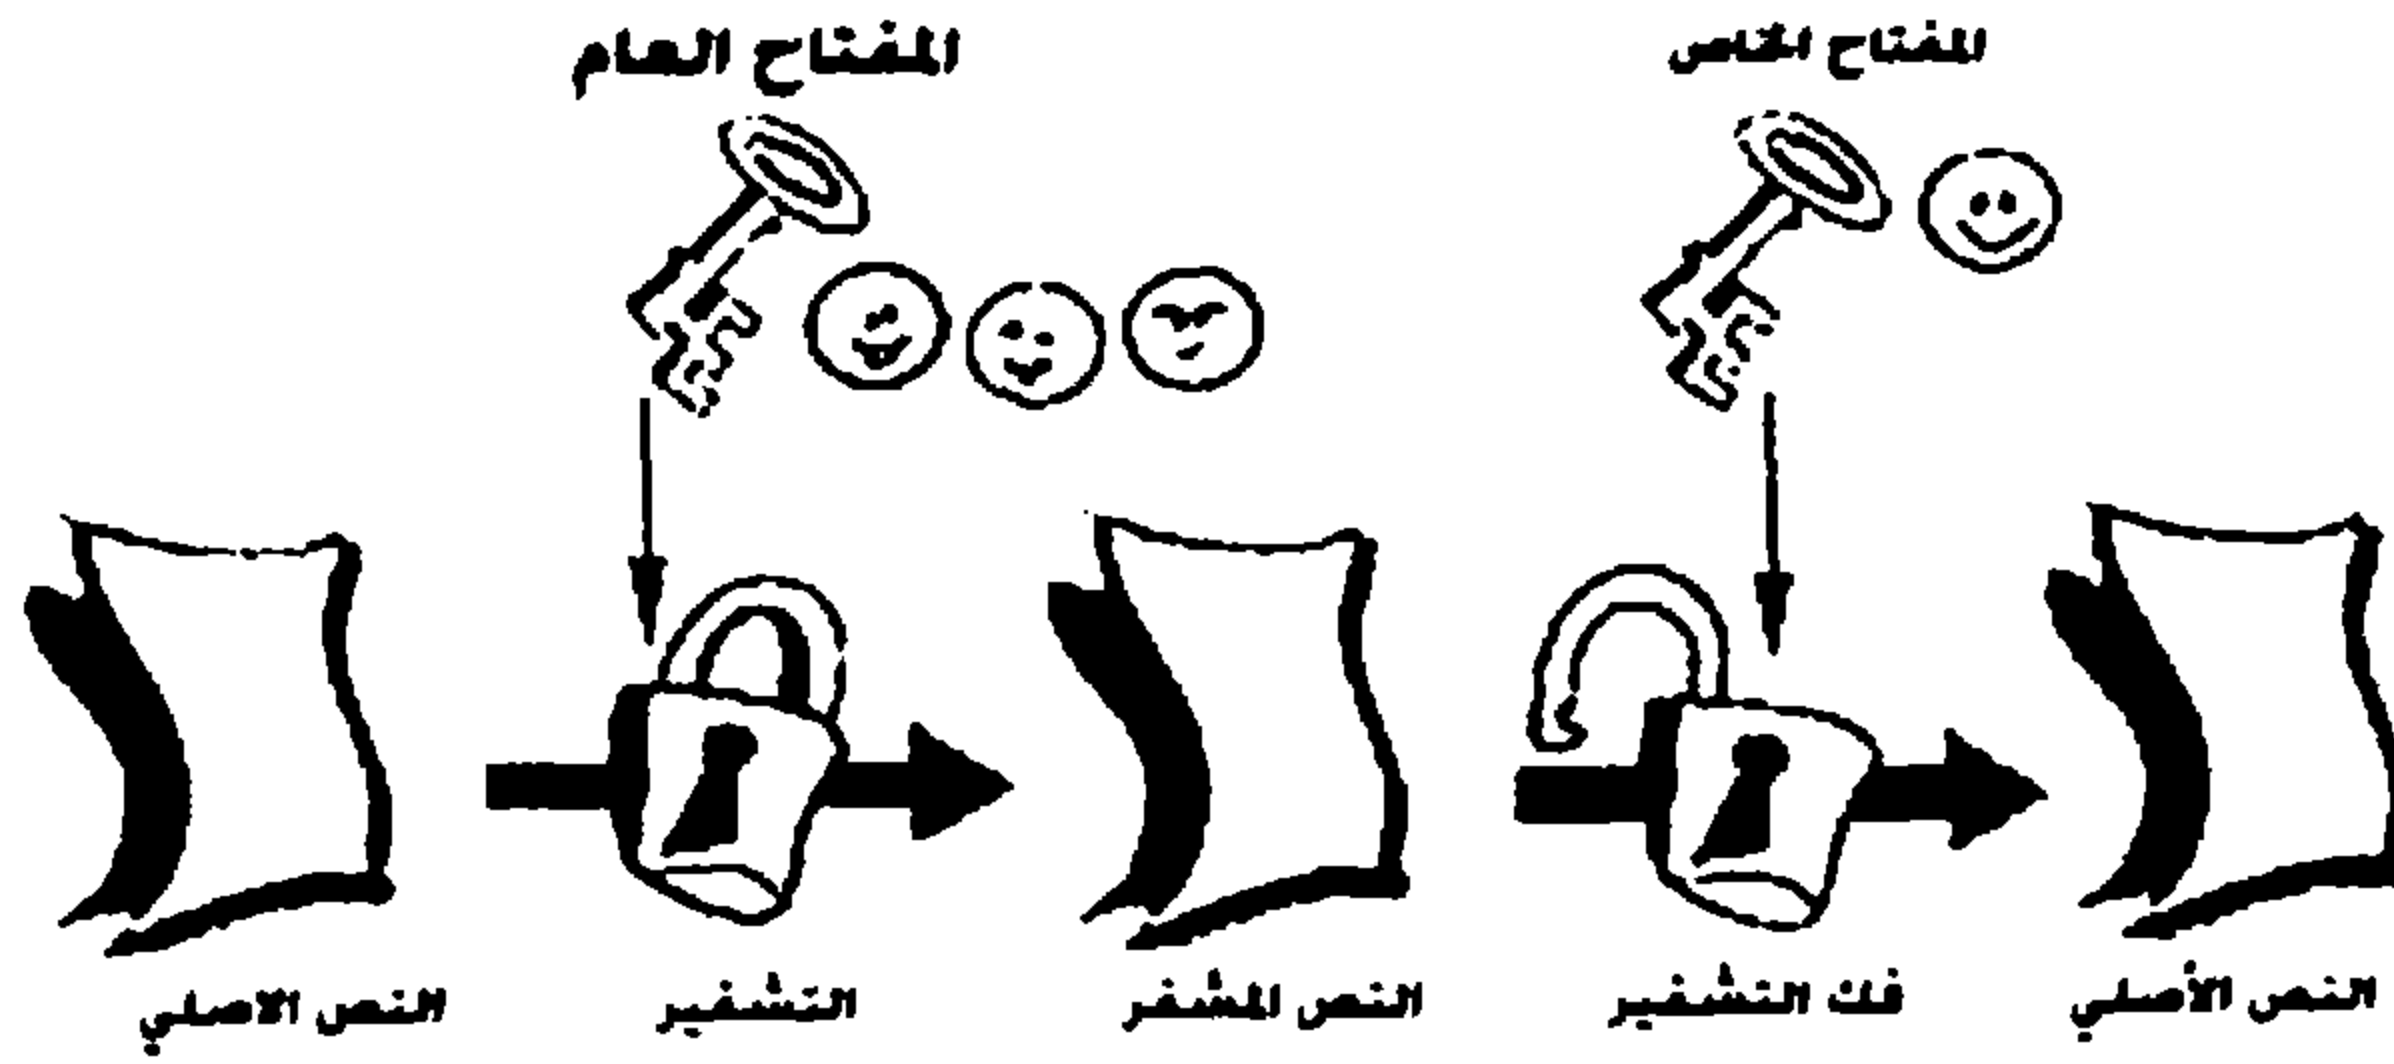 المفتاح العام
المفتاح الخاص
النص الاصلي
التشفير
النص المشفر
فك التشفير
النص الأصلي